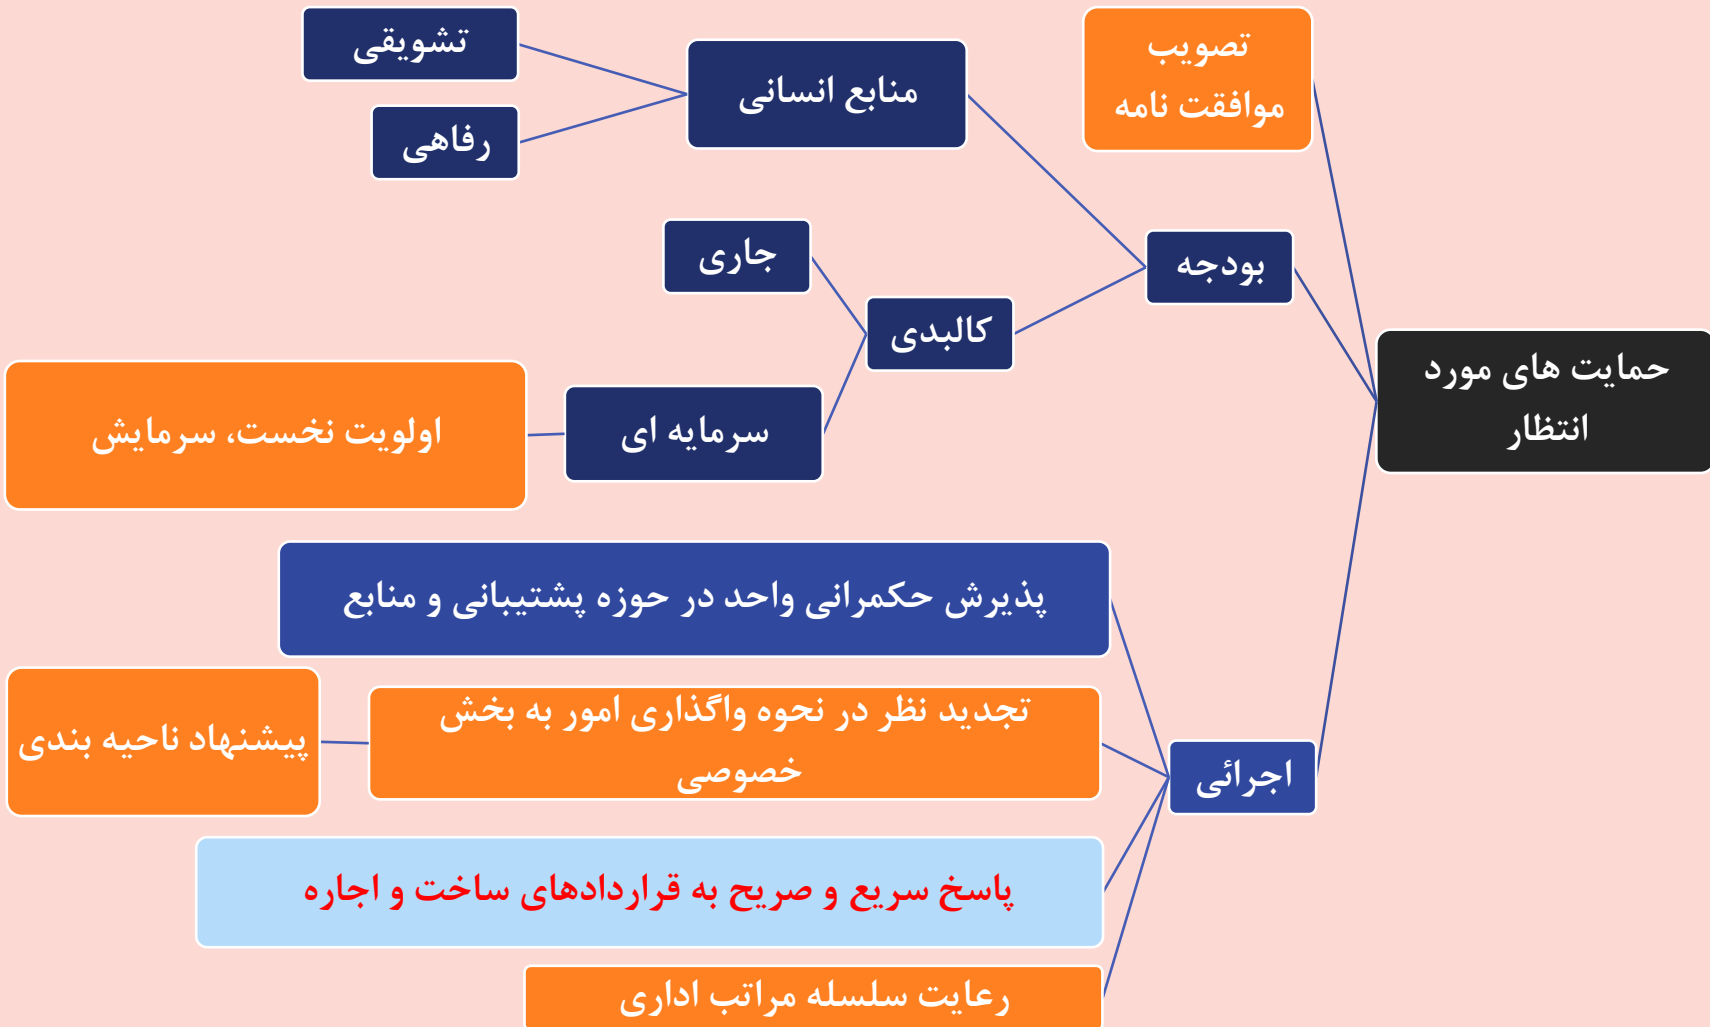 حمایت های مورد
انتظار
تصویب
موافقت نامه
بودجه
منابع انسانی
تشویقی
رفاهی
کالبدی
جاری
سرمایه ای
اولویت نخست، سرمایش
اجرائی
پذیرش حکمرانی واحد در حوزه پشتیبانی و منابع
تجدید نظر در نحوه واگذاری امور به بخش
خصوصی
پیشنهاد ناحیه بندی
پاسخ سریع و صریح به قراردادهای ساخت و اجاره
رعایت سلسله مراتب اداری